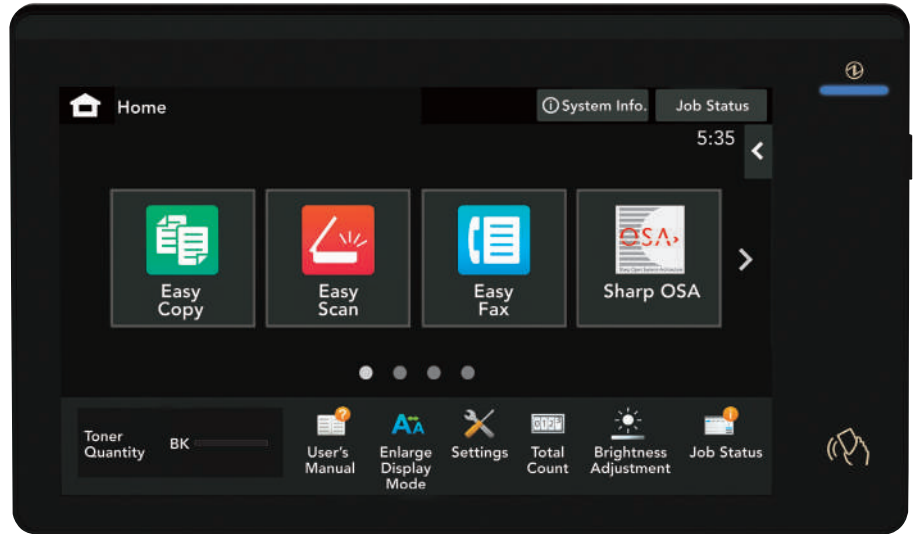 Home
System Info.
Job Status
5:35
Easy
Copy
Easy
Scan
Easy
Fax
OSA
Sharp OSA
Toner
Quantity
BK
User's
Manual
Enlarge
Display
Mode
Settings
Total
Count
Brightness
Adjustment
Job Status